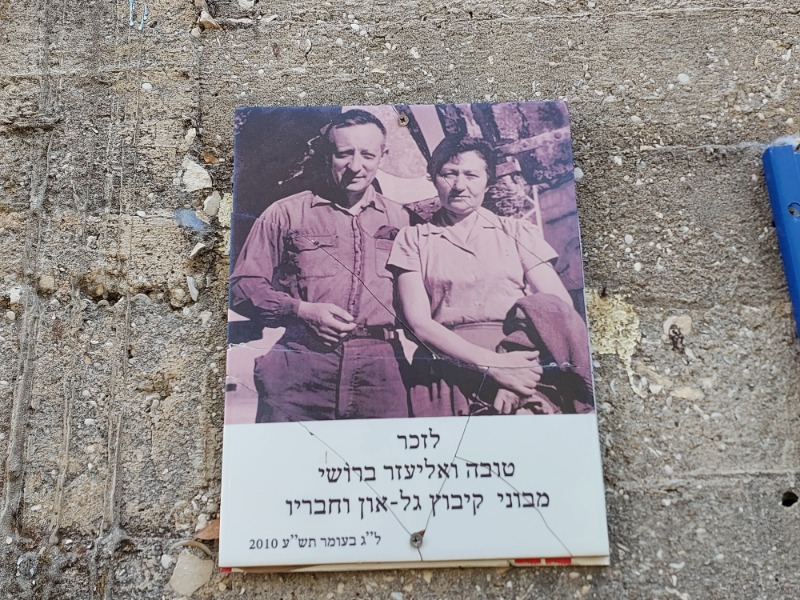 לזכר
טובה ואליעזר ברושי
מבוני קיבוץ גל-און וחבריו
ל''ג בעומר תש''ע 2010